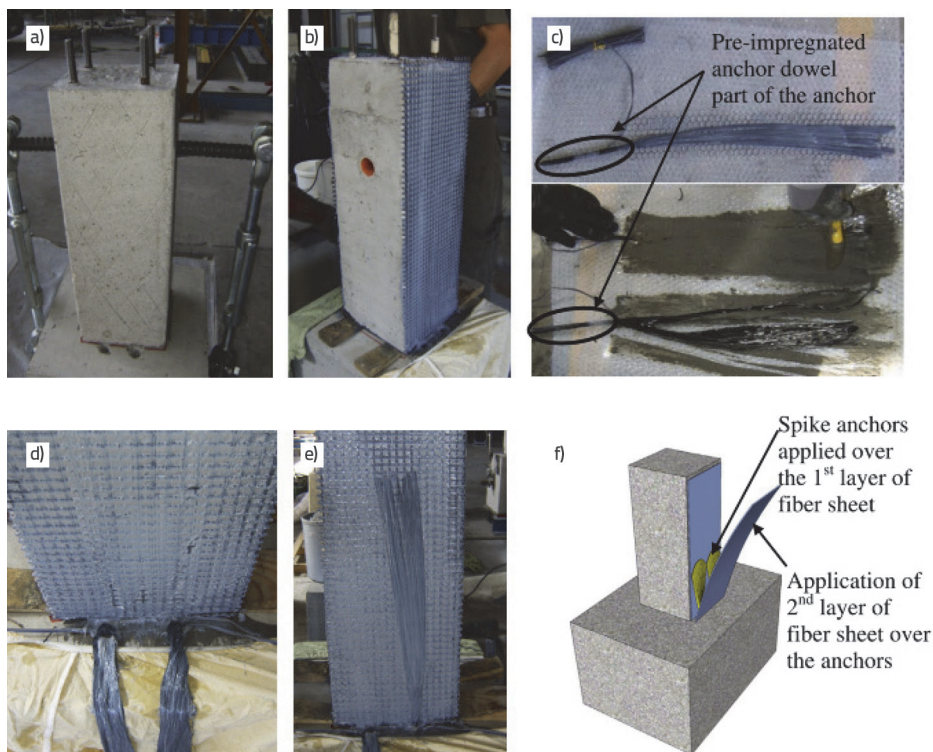 a)
b)
c)
Pre-impregnated
anchor dowel
part of the anchor
d)
e)
f)
Spike anchors
applied over
the 1st layer of
fiber sheet
Application of
2nd layer of
fiber sheet over
the anchors